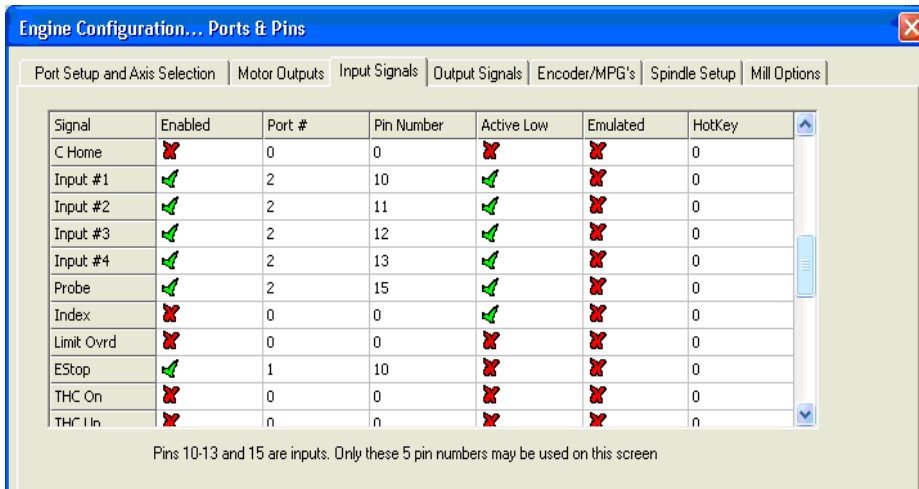 Engine Configuration... Ports & Pins
Port Setup and Axis Selection Motor Outputs Input Signals Output Signals Encoder/MPG's Spindle Setup Mill Options
Signal Enabled Port # Pin Number Active Low Emulated HotKey
C Home 0 0 0
Input #1 2 10 0
Input #2 2 11 0
Input #3 2 12 0
Input #4 2 13 0
Probe 2 15 0
Index 0 0 0
Limit Ovrd 0 0 0
EStop 1 10 0
THC On 0 0 0
THC Up 0 0 0
Pins 10-13 and 15 are inputs. Only these 5 pin numbers may be used on this screen